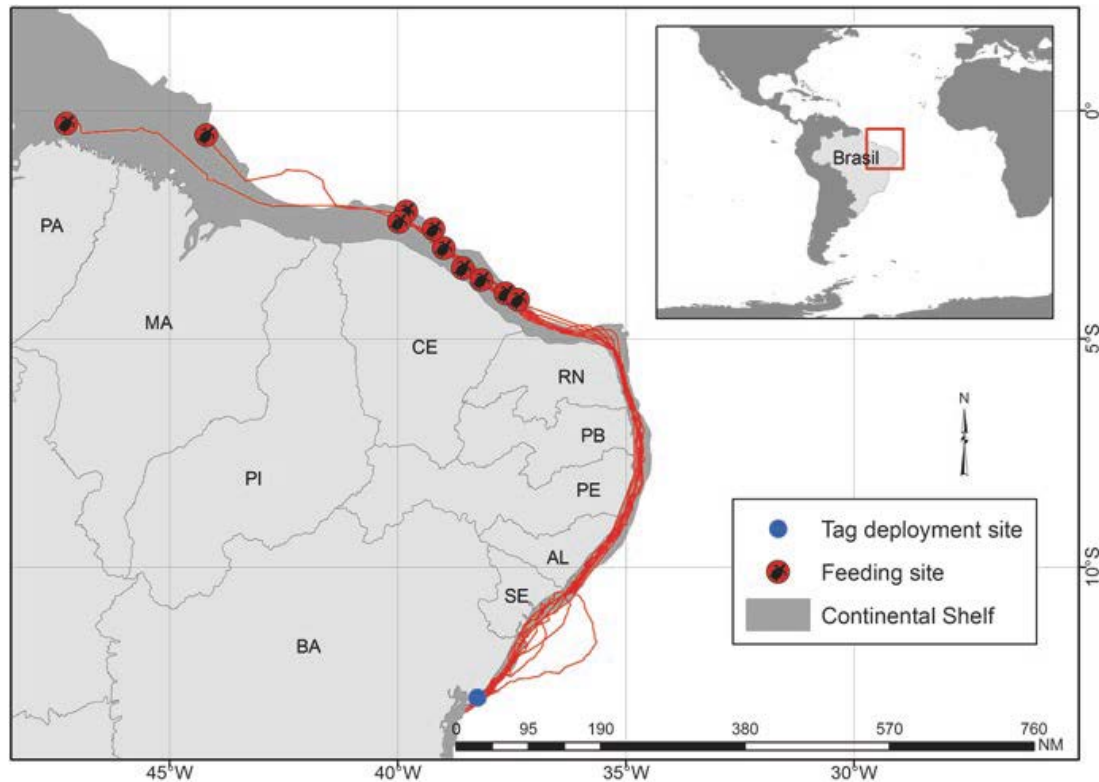 Brasil
0°
PA
MA
CE
5°S
RN
N
PB
PI
PE
Tag deployment site
AL
10°S
Feeding site
SE
Continental Shelf
BA
0 95 190 380 570 760
NM
45°W 40°W 35°W 30°W